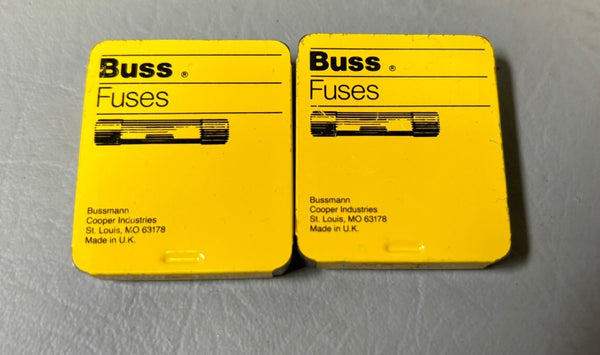 Buss ®
Fuses
Bussmann
Cooper Industries
St. Louis, MO 63178
Made in U.K.
Buss ®
Fuses
Bussmann
Cooper Industries
St. Louis, MO 63178
Made in U.K.